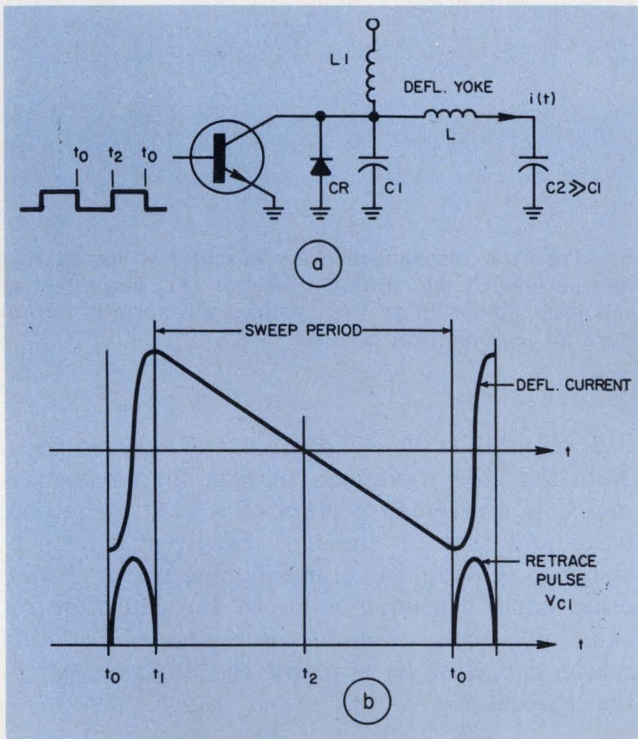 L1
DEFL. YOKE
i(t)
L
t0 t2 t0
CR
C1
C2≫C1
a
SWEEP PERIOD
DEFL. CURRENT
t
RETRACE
PULSE
VC1
t
t0 t1 t2 t0
b